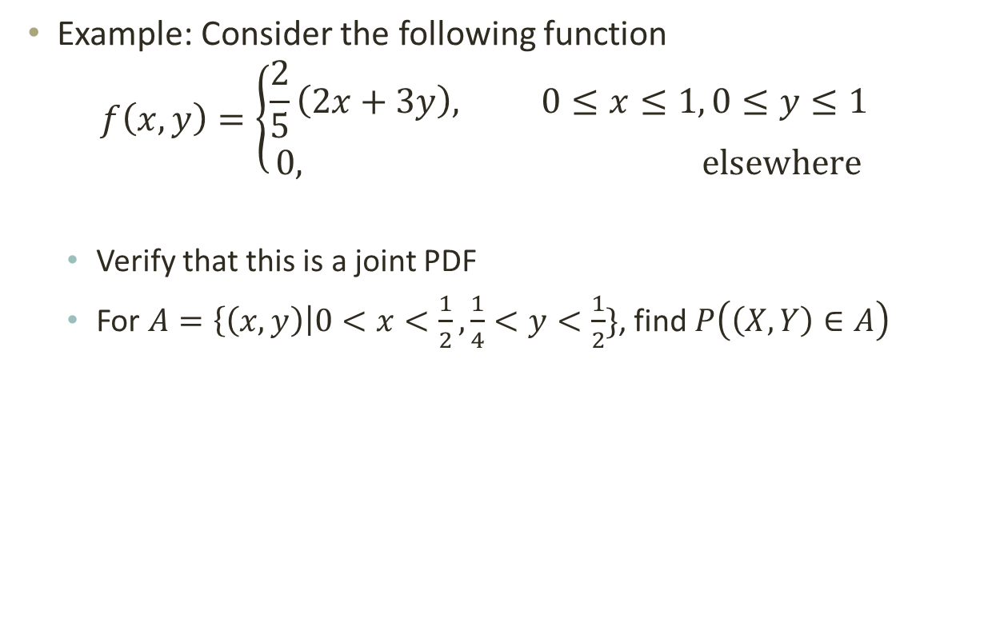 • Example: Consider the following function
f(x, y) = { 2/5 (2x + 3y), 0 ≤ x ≤ 1, 0 ≤ y ≤ 1
0, elsewhere
• Verify that this is a joint PDF
• For A = {(x, y)|0 < x < 1/2, 1/4 < y < 1/2}, find P((X, Y) ∈ A)